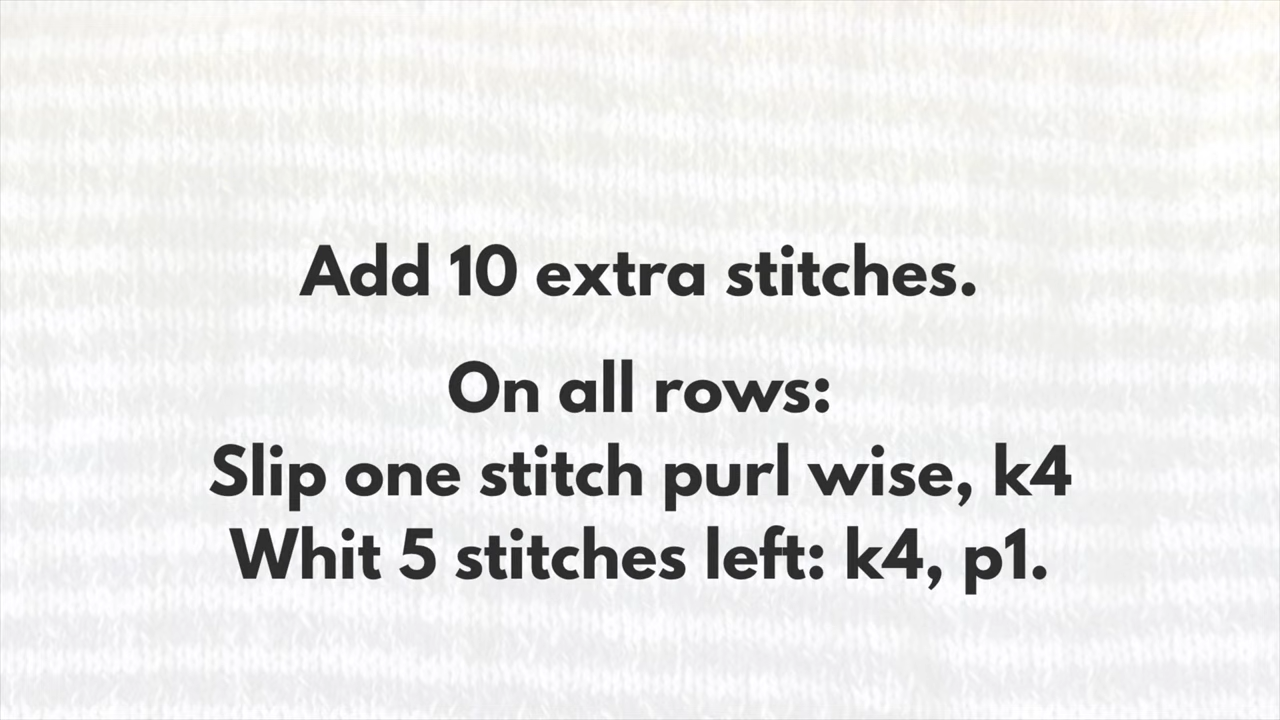 Add 10 extra stitches.
On all rows:
Slip one stitch purl wise, k4
Whit 5 stitches left: k4, p1.